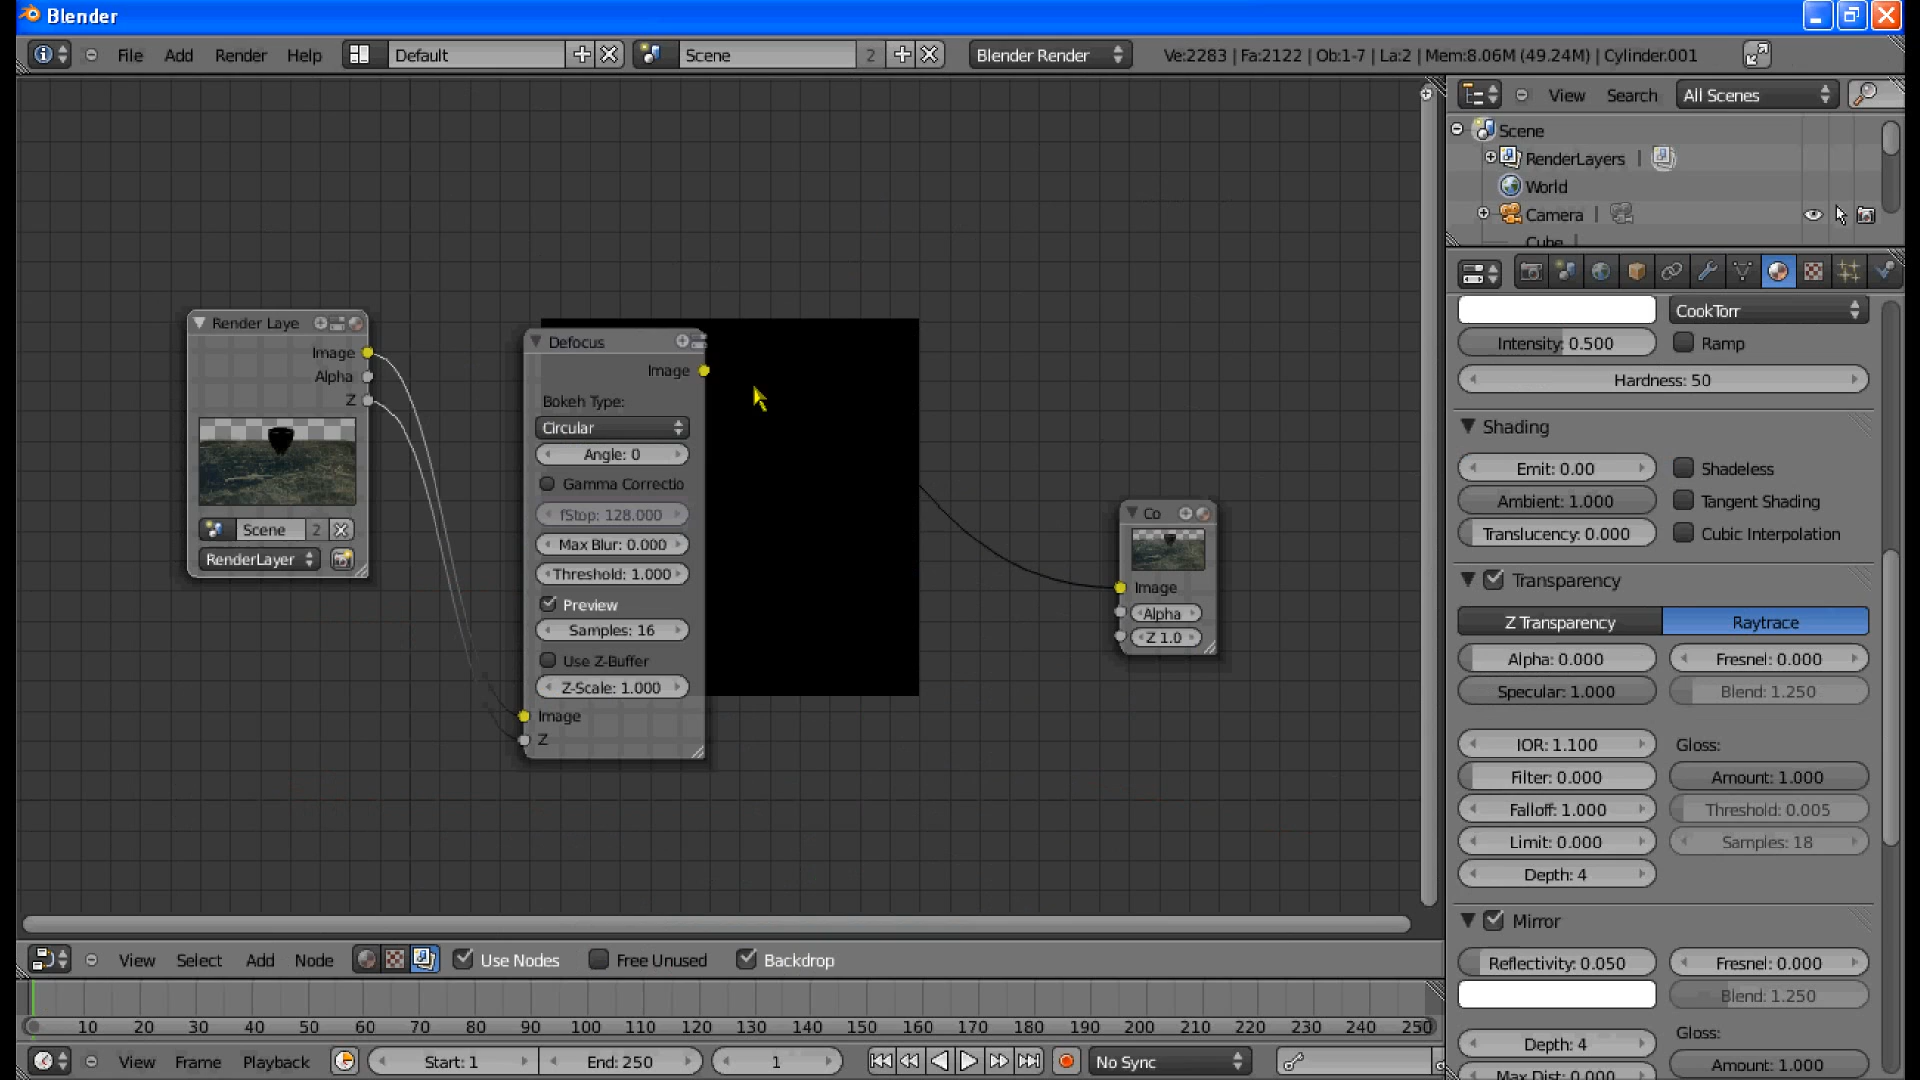 Blender
File Add Render Help Default Scene 2 Blender Render Ve:2283 | Fa:2122 | Ob:1-7 | La:2 | Mem:8.06M (49.24M) | Cylinder.001
View Search All Scenes
Scene
RenderLayers |
World
Camera |
Cube |
Render Laye
Image
Alpha
Z
Scene 2
RenderLayer
Defocus
Image
Bokeh Type:
Circular
Angle: 0
Gamma Correctio
fStop: 128.000
Max Blur: 0.000
Threshold: 1.000
Preview
Samples: 16
Use Z-Buffer
Z-Scale: 1.000
Image
Z
Co
Image
Alpha
Z 1.0
CookTorr
Intensity: 0.500 Ramp
Hardness: 50
Shading
Emit: 0.00 Shadeless
Ambient: 1.000 Tangent Shading
Translucency: 0.000 Cubic Interpolation
Transparency
Z Transparency Raytrace
Alpha: 0.000 Fresnel: 0.000
Specular: 1.000 Blend: 1.250
IOR: 1.100 Gloss:
Filter: 0.000 Amount: 1.000
Falloff: 1.000 Threshold: 0.005
Limit: 0.000 Samples: 18
Depth: 4
Mirror
Reflectivity: 0.050 Fresnel: 0.000
Blend: 1.250
Gloss:
Depth: 4
Amount: 1.000
Max Dist: 0.000
View Select Add Node Use Nodes Free Unused Backdrop
10 20 30 40 50 60 70 80 90 100 110 120 130 140 150 160 170 180 190 200 210 220 230 240 250
View Frame Playback Start: 1 End: 250 1 No Sync